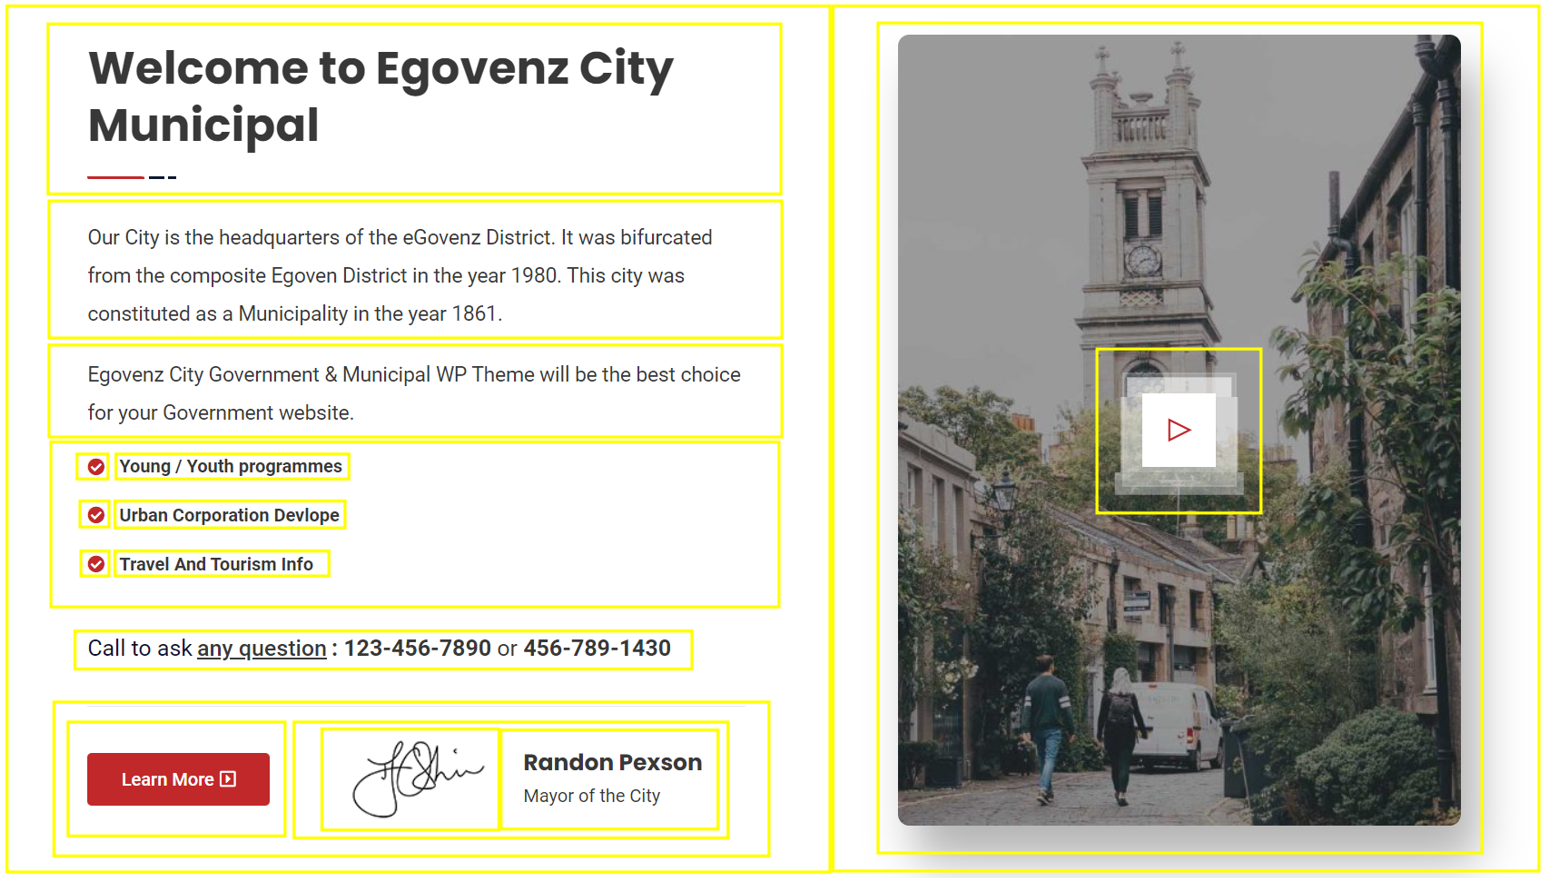 Welcome to Egovenz City
Municipal
Our City is the headquarters of the eGovenz District. It was bifurcated
from the composite Egoven District in the year 1980. This city was
constituted as a Municipality in the year 1861.
Egovenz City Government & Municipal WP Theme will be the best choice
for your Government website.
Young / Youth programmes
Urban Corporation Devlope
Travel And Tourism Info
Call to ask any question : 123-456-7890 or 456-789-1430
Learn More
Randon Pexson
Mayor of the City